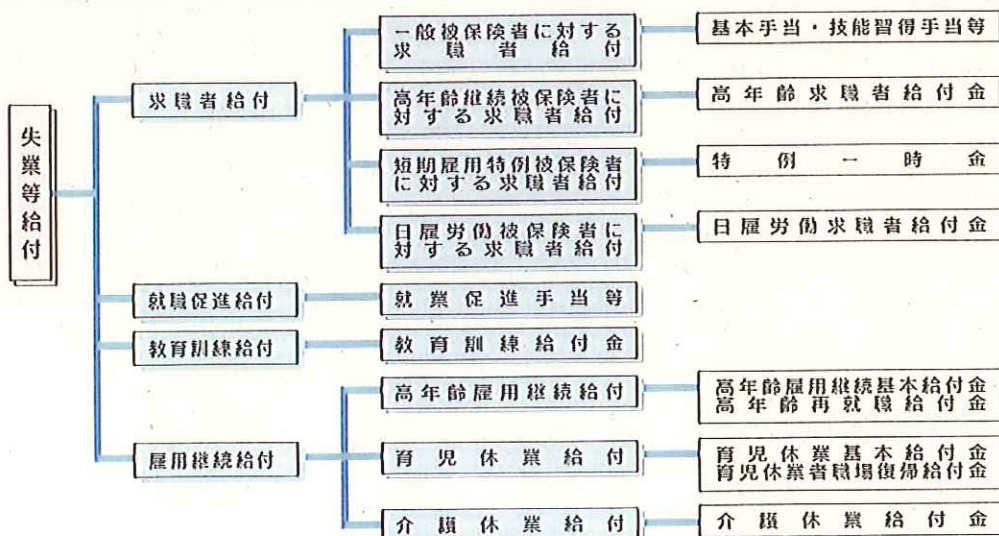 失業等給付
求職者給付
一般被保険者に対する
求職者給付
基本手当・技能習得手当等
高年齢継続被保険者に
対する求職者給付
高年齢求職者給付金
短期雇用特例被保険者
に対する求職者給付
特例一時金
日雇労働被保険者に
対する求職者給付
日雇労働求職者給付金
就職促進給付
就業促進手当等
教育訓練給付
教育訓練給付金
雇用継続給付
高年齢雇用継続給付
高年齢雇用継続基本給付金
高年齢再就職給付金
育児休業給付
育児休業基本給付金
育児休業者職場復帰給付金
介護休業給付
介護休業給付金